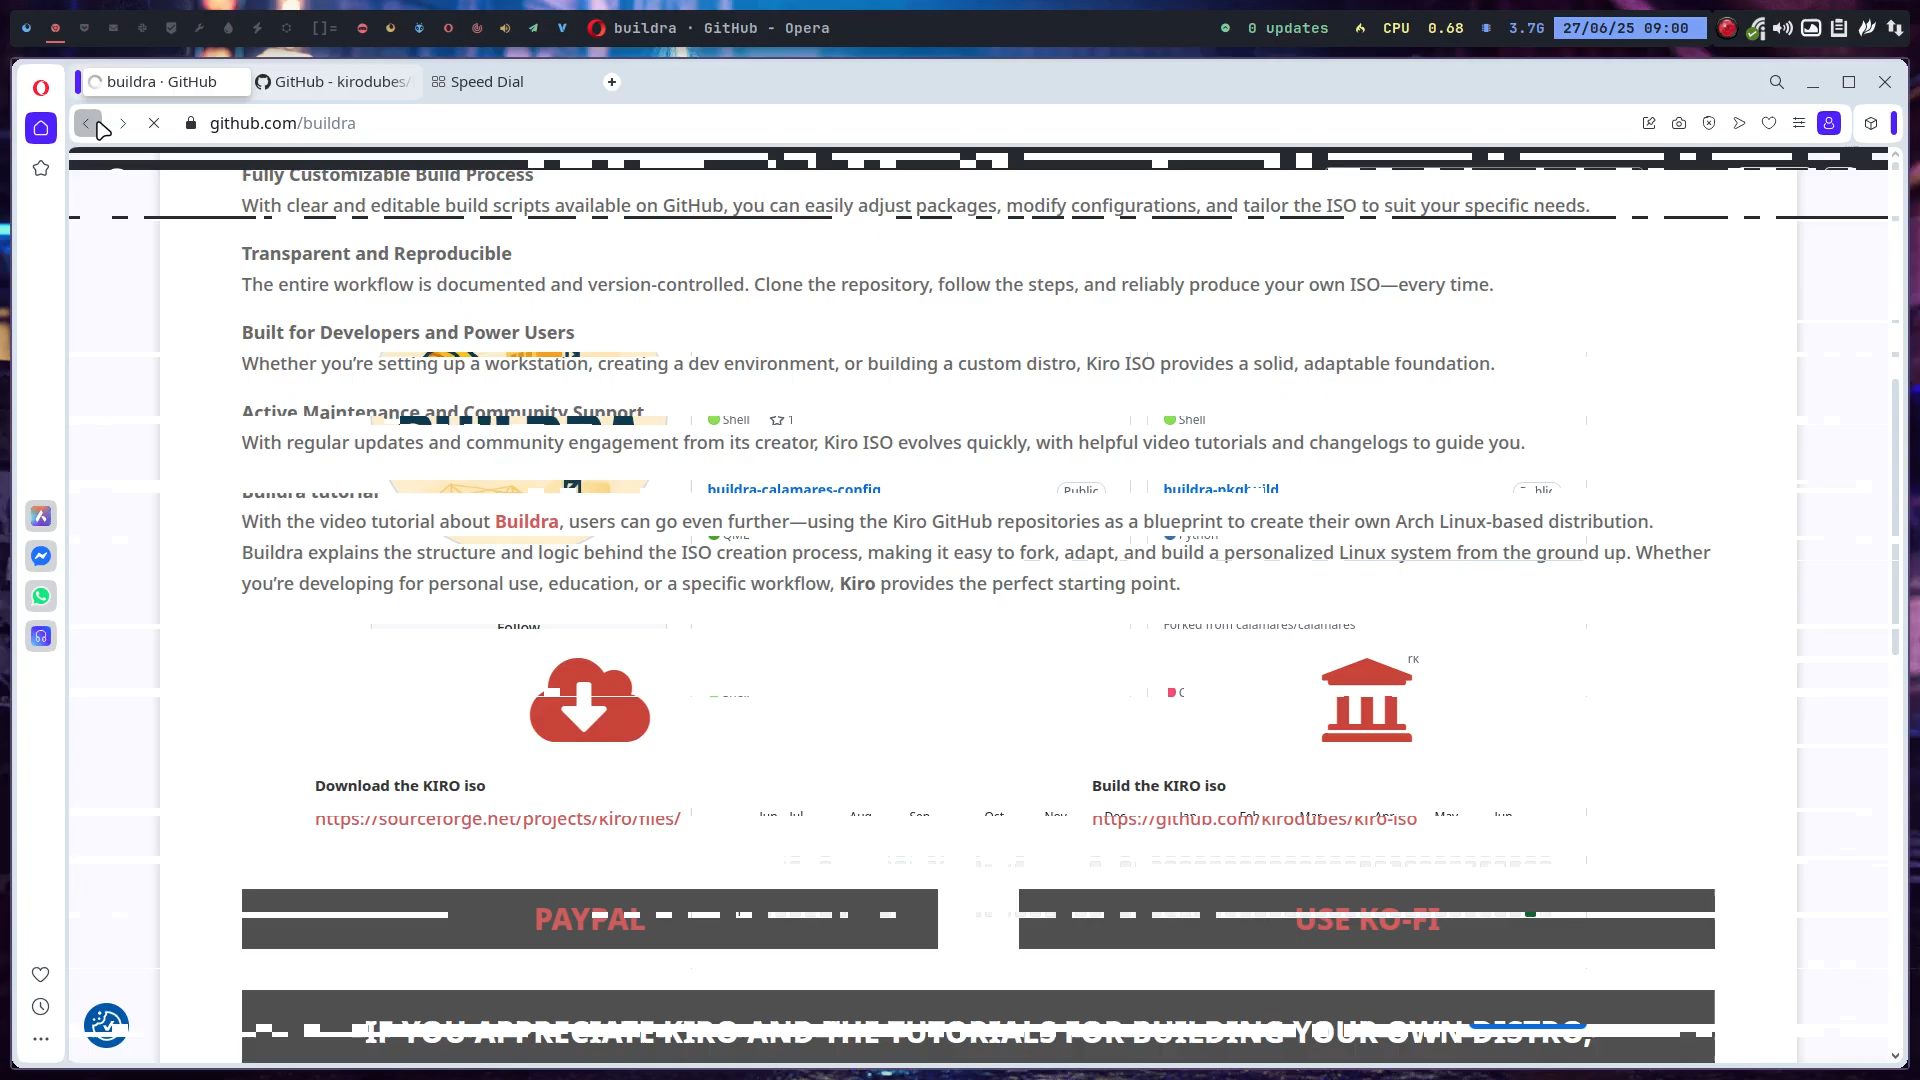 []=
buildra · GitHub - Opera
0 updates
CPU 0.68
3.7G
27/06/25 09:00
buildra · GitHub
GitHub - kirodubes/
Speed Dial
github.com/buildra
Fully Customizable Build Process
With clear and editable build scripts available on GitHub, you can easily adjust packages, modify configurations, and tailor the ISO to suit your specific needs.
Transparent and Reproducible
The entire workflow is documented and version-controlled. Clone the repository, follow the steps, and reliably produce your own ISO—every time.
Built for Developers and Power Users
Whether you’re setting up a workstation, creating a dev environment, or building a custom distro, Kiro ISO provides a solid, adaptable foundation.
Active Maintenance and Community Support
Shell 1
Shell
With regular updates and community engagement from its creator, Kiro ISO evolves quickly, with helpful video tutorials and changelogs to guide you.
Buildra tutorial
buildra-calamares-config
Public
With the video tutorial about Buildra, users can go even further—using the Kiro GitHub repositories as a blueprint to create their own Arch Linux-based distribution.
Python
Buildra explains the structure and logic behind the ISO creation process, making it easy to fork, adapt, and build a personalized Linux system from the ground up. Whether
you’re developing for personal use, education, or a specific workflow, Kiro provides the perfect starting point.
Follow
Forked from calamares/calamares
Download the KIRO iso
Build the KIRO iso
https://sourceforge.net/projects/kiro/files/
https://github.com/kirodubes/kiro-iso
Jun Jul Aug Sep Oct Nov Dec Jan Feb Mar Apr May Jun
PAYPAL
USE KO-FI
IF YOU APPRECIATE KIRO AND THE TUTORIALS FOR BUILDING YOUR OWN DISTRO,